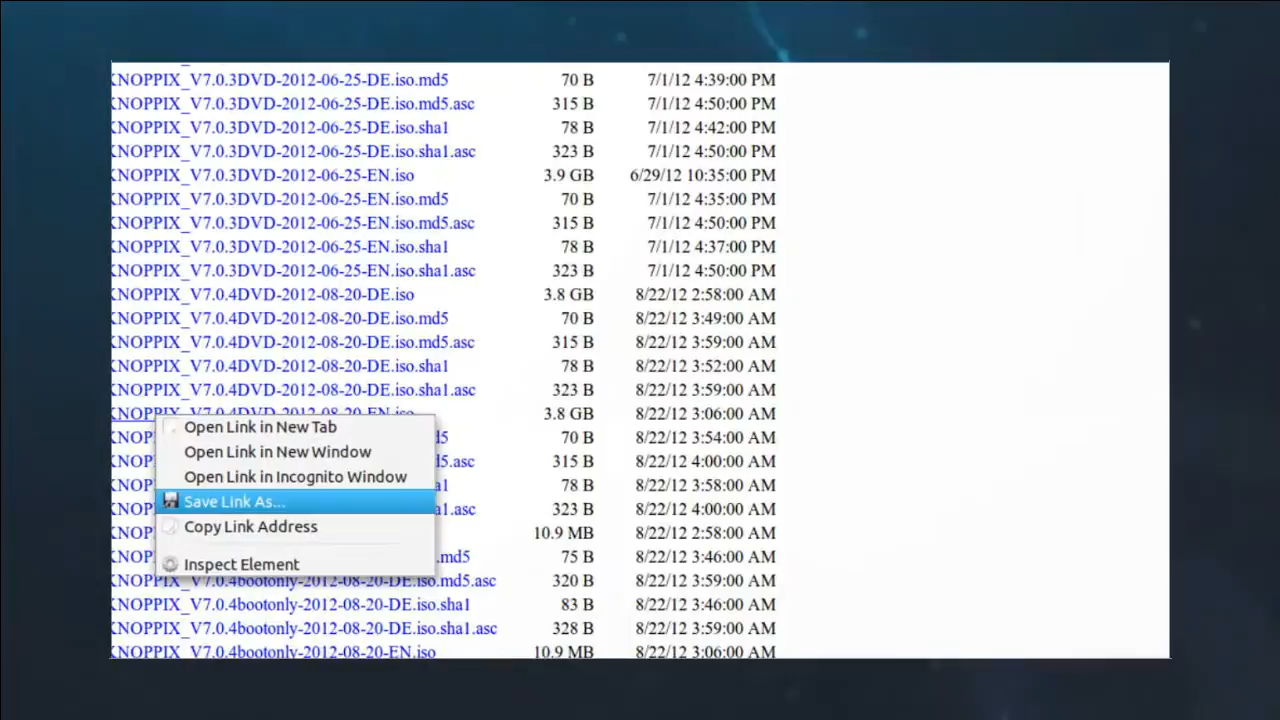 KNOPPIX_V7.0.3DVD-2012-06-25-DE.iso.md5 70 B 7/1/12 4:39:00 PM
KNOPPIX_V7.0.3DVD-2012-06-25-DE.iso.md5.asc 315 B 7/1/12 4:50:00 PM
KNOPPIX_V7.0.3DVD-2012-06-25-DE.iso.sha1 78 B 7/1/12 4:42:00 PM
KNOPPIX_V7.0.3DVD-2012-06-25-DE.iso.sha1.asc 323 B 7/1/12 4:50:00 PM
KNOPPIX_V7.0.3DVD-2012-06-25-EN.iso 3.9 GB 6/29/12 10:35:00 PM
KNOPPIX_V7.0.3DVD-2012-06-25-EN.iso.md5 70 B 7/1/12 4:35:00 PM
KNOPPIX_V7.0.3DVD-2012-06-25-EN.iso.md5.asc 315 B 7/1/12 4:50:00 PM
KNOPPIX_V7.0.3DVD-2012-06-25-EN.iso.sha1 78 B 7/1/12 4:37:00 PM
KNOPPIX_V7.0.3DVD-2012-06-25-EN.iso.sha1.asc 323 B 7/1/12 4:50:00 PM
KNOPPIX_V7.0.4DVD-2012-08-20-DE.iso 3.8 GB 8/22/12 2:58:00 AM
KNOPPIX_V7.0.4DVD-2012-08-20-DE.iso.md5 70 B 8/22/12 3:49:00 AM
KNOPPIX_V7.0.4DVD-2012-08-20-DE.iso.md5.asc 315 B 8/22/12 3:59:00 AM
KNOPPIX_V7.0.4DVD-2012-08-20-DE.iso.sha1 78 B 8/22/12 3:52:00 AM
KNOPPIX_V7.0.4DVD-2012-08-20-DE.iso.sha1.asc 323 B 8/22/12 3:59:00 AM
KNOPPIX_V7.0.4DVD-2012-08-20-EN.iso 3.8 GB 8/22/12 3:06:00 AM
Open Link in New Tab
KNOP d5 70 B 8/22/12 3:54:00 AM
Open Link in New Window
KNOP d5.asc 315 B 8/22/12 4:00:00 AM
Open Link in Incognito Window
KNOP a1 78 B 8/22/12 3:58:00 AM
Save Link As...
KNOP a1.asc 323 B 8/22/12 4:00:00 AM
Copy Link Address
KNOP 10.9 MB 8/22/12 2:58:00 AM
KNOP .md5 75 B 8/22/12 3:46:00 AM
Inspect Element
KNOPPIX_V7.0.4bootonly-2012-08-20-DE.iso.md5.asc 320 B 8/22/12 3:59:00 AM
KNOPPIX_V7.0.4bootonly-2012-08-20-DE.iso.sha1 83 B 8/22/12 3:46:00 AM
KNOPPIX_V7.0.4bootonly-2012-08-20-DE.iso.sha1.asc 328 B 8/22/12 3:59:00 AM
KNOPPIX_V7.0.4bootonly-2012-08-20-EN.iso 10.9 MB 8/22/12 3:06:00 AM